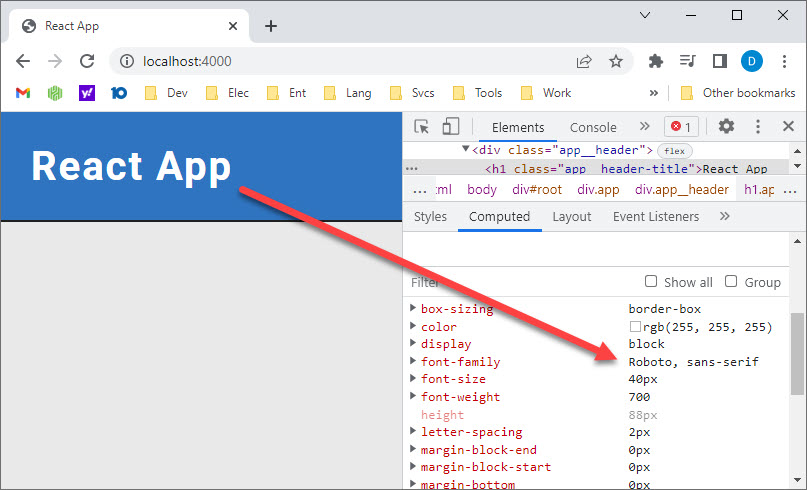 React App
localhost:4000
D
Dev Elec Ent Lang Svcs Tools Work » Other bookmarks
React App
Elements Console » 1
<div class="app__header"> flex
<h1 class="app__header-title">React App
... tml body div#root div.app div.app__header h1.ap ...
Styles Computed Layout Event Listeners »
Filter Show all Group
box-sizing border-box
color rgb(255, 255, 255)
display block
font-family Roboto, sans-serif
font-size 40px
font-weight 700
height 88px
letter-spacing 2px
margin-block-end 0px
margin-block-start 0px
margin-bottom 0px